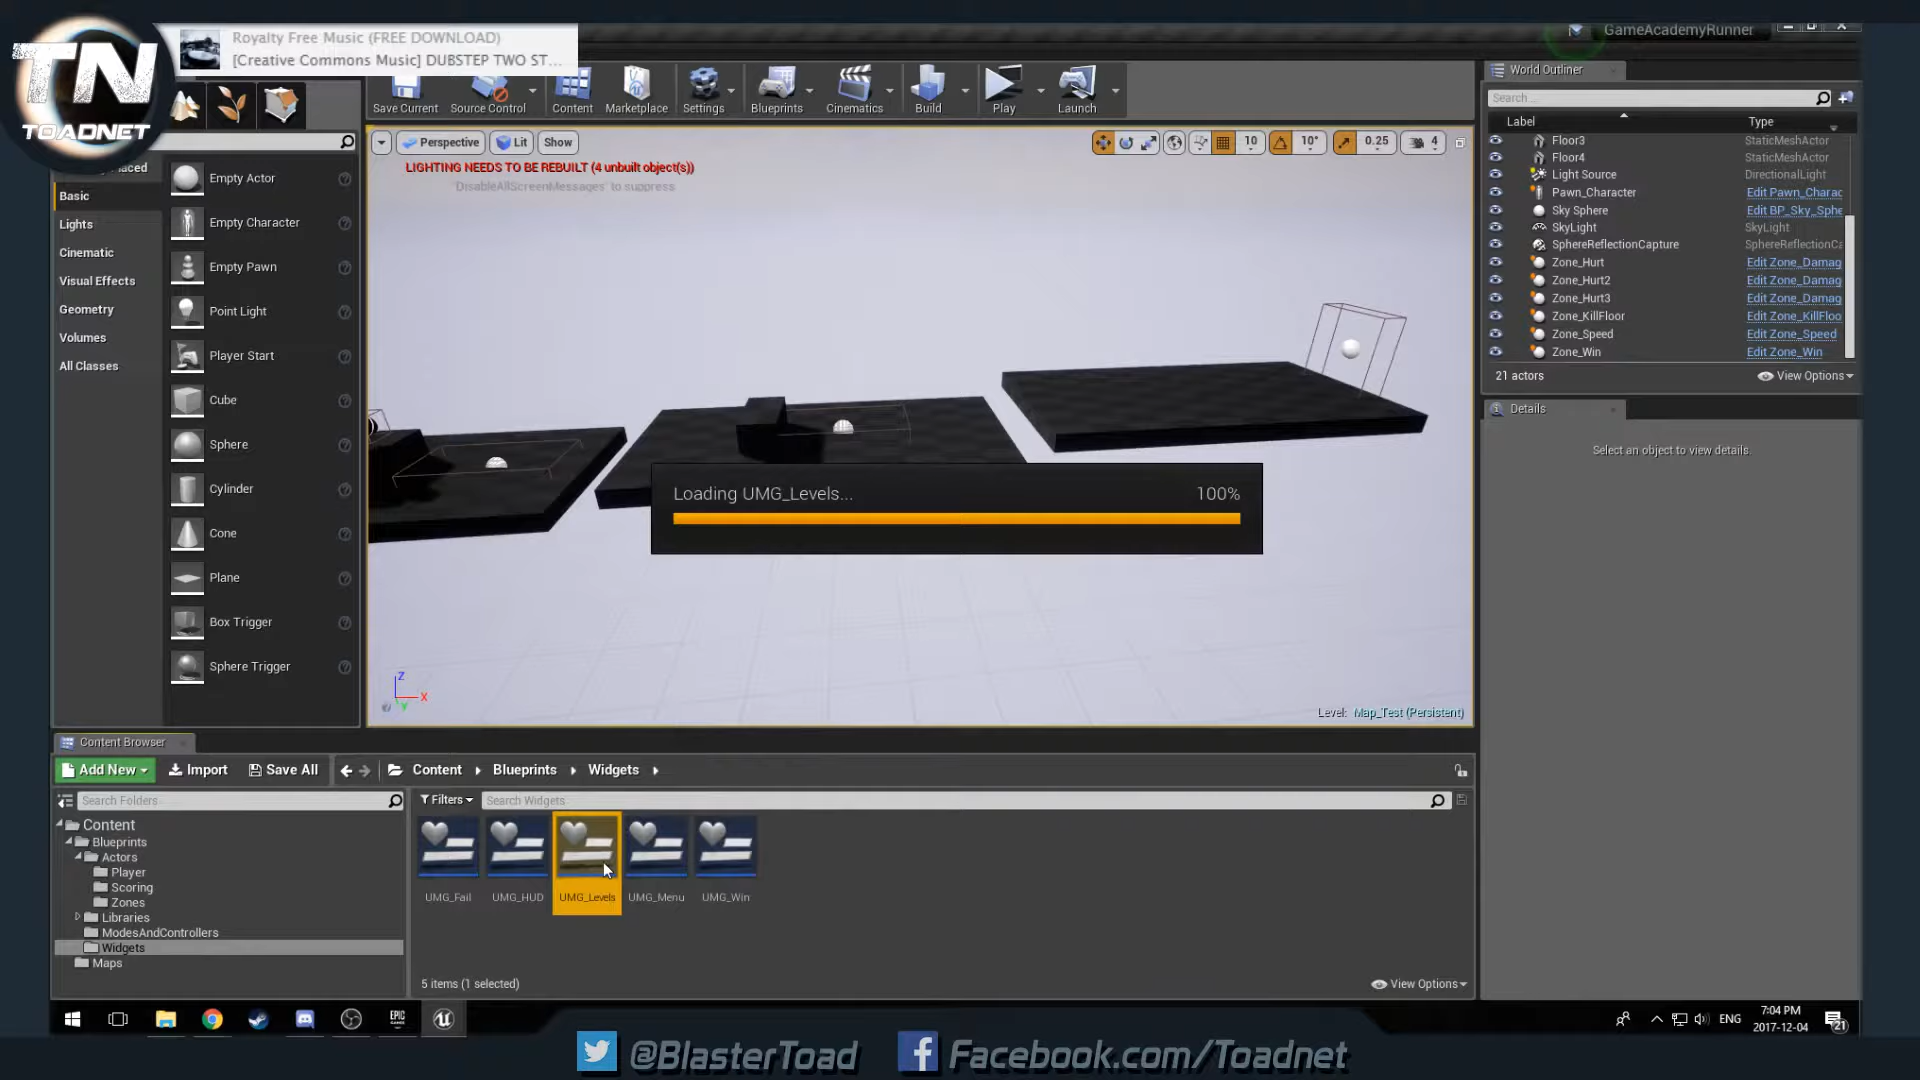 TN
TOADNET
Royalty Free Music (FREE DOWNLOAD)
[Creative Commons Music] DUBSTEP TWO ST...
GameAcademyRunner
Save Current
Source Control
Content
Marketplace
Settings
Blueprints
Cinematics
Build
Play
Launch
Perspective
Lit
Show
10
10°
0.25
4
LIGHTING NEEDS TO BE REBUILT (4 unbuilt object(s))
'DisableAllScreenMessages' to suppress
Basic
Lights
Cinematic
Visual Effects
Geometry
Volumes
All Classes
Empty Actor
Empty Character
Empty Pawn
Point Light
Player Start
Cube
Sphere
Cylinder
Cone
Plane
Box Trigger
Sphere Trigger
Loading UMG_Levels...
100%
Z
X
Y
Level: Map_Test (Persistent)
World Outliner
Search...
Label Type
Floor3 StaticMeshActor
Floor4 StaticMeshActor
Light Source DirectionalLight
Pawn_Character Edit Pawn_Charac
Sky Sphere Edit BP_Sky_Sphe
SkyLight SkyLight
SphereReflectionCapture SphereReflectionCa
Zone_Hurt Edit Zone_Damag
Zone_Hurt2 Edit Zone_Damag
Zone_Hurt3 Edit Zone_Damag
Zone_KillFloor Edit Zone_KillFloo
Zone_Speed Edit Zone_Speed
Zone_Win Edit Zone_Win
21 actors
View Options
Details
Select an object to view details.
Content Browser
Add New
Import
Save All
Content
Blueprints
Widgets
Search Folders
Filters
Search Widgets
Content
Blueprints
Actors
Player
Scoring
Zones
Libraries
ModesAndControllers
Widgets
Maps
UMG_Fail
UMG_HUD
UMG_Levels
UMG_Menu
UMG_Win
5 items (1 selected)
View Options
EPIC
GAMES
ENG
7:04 PM
2017-12-04
21
@BlasterToad
Facebook.com/Toadnet